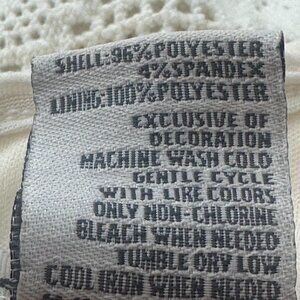 SHELL:96%POLYESTER
4%SPANDEX
LINING:100%POLYESTER
EXCLUSIVE OF
DECORATION
MACHINE WASH COLD
GENTLE CYCLE
WITH LIKE COLORS
ONLY NON-CHLORINE
BLEACH WHEN NEEDED
TUMBLE DRY LOW
COOL IRON WHEN NEEDED